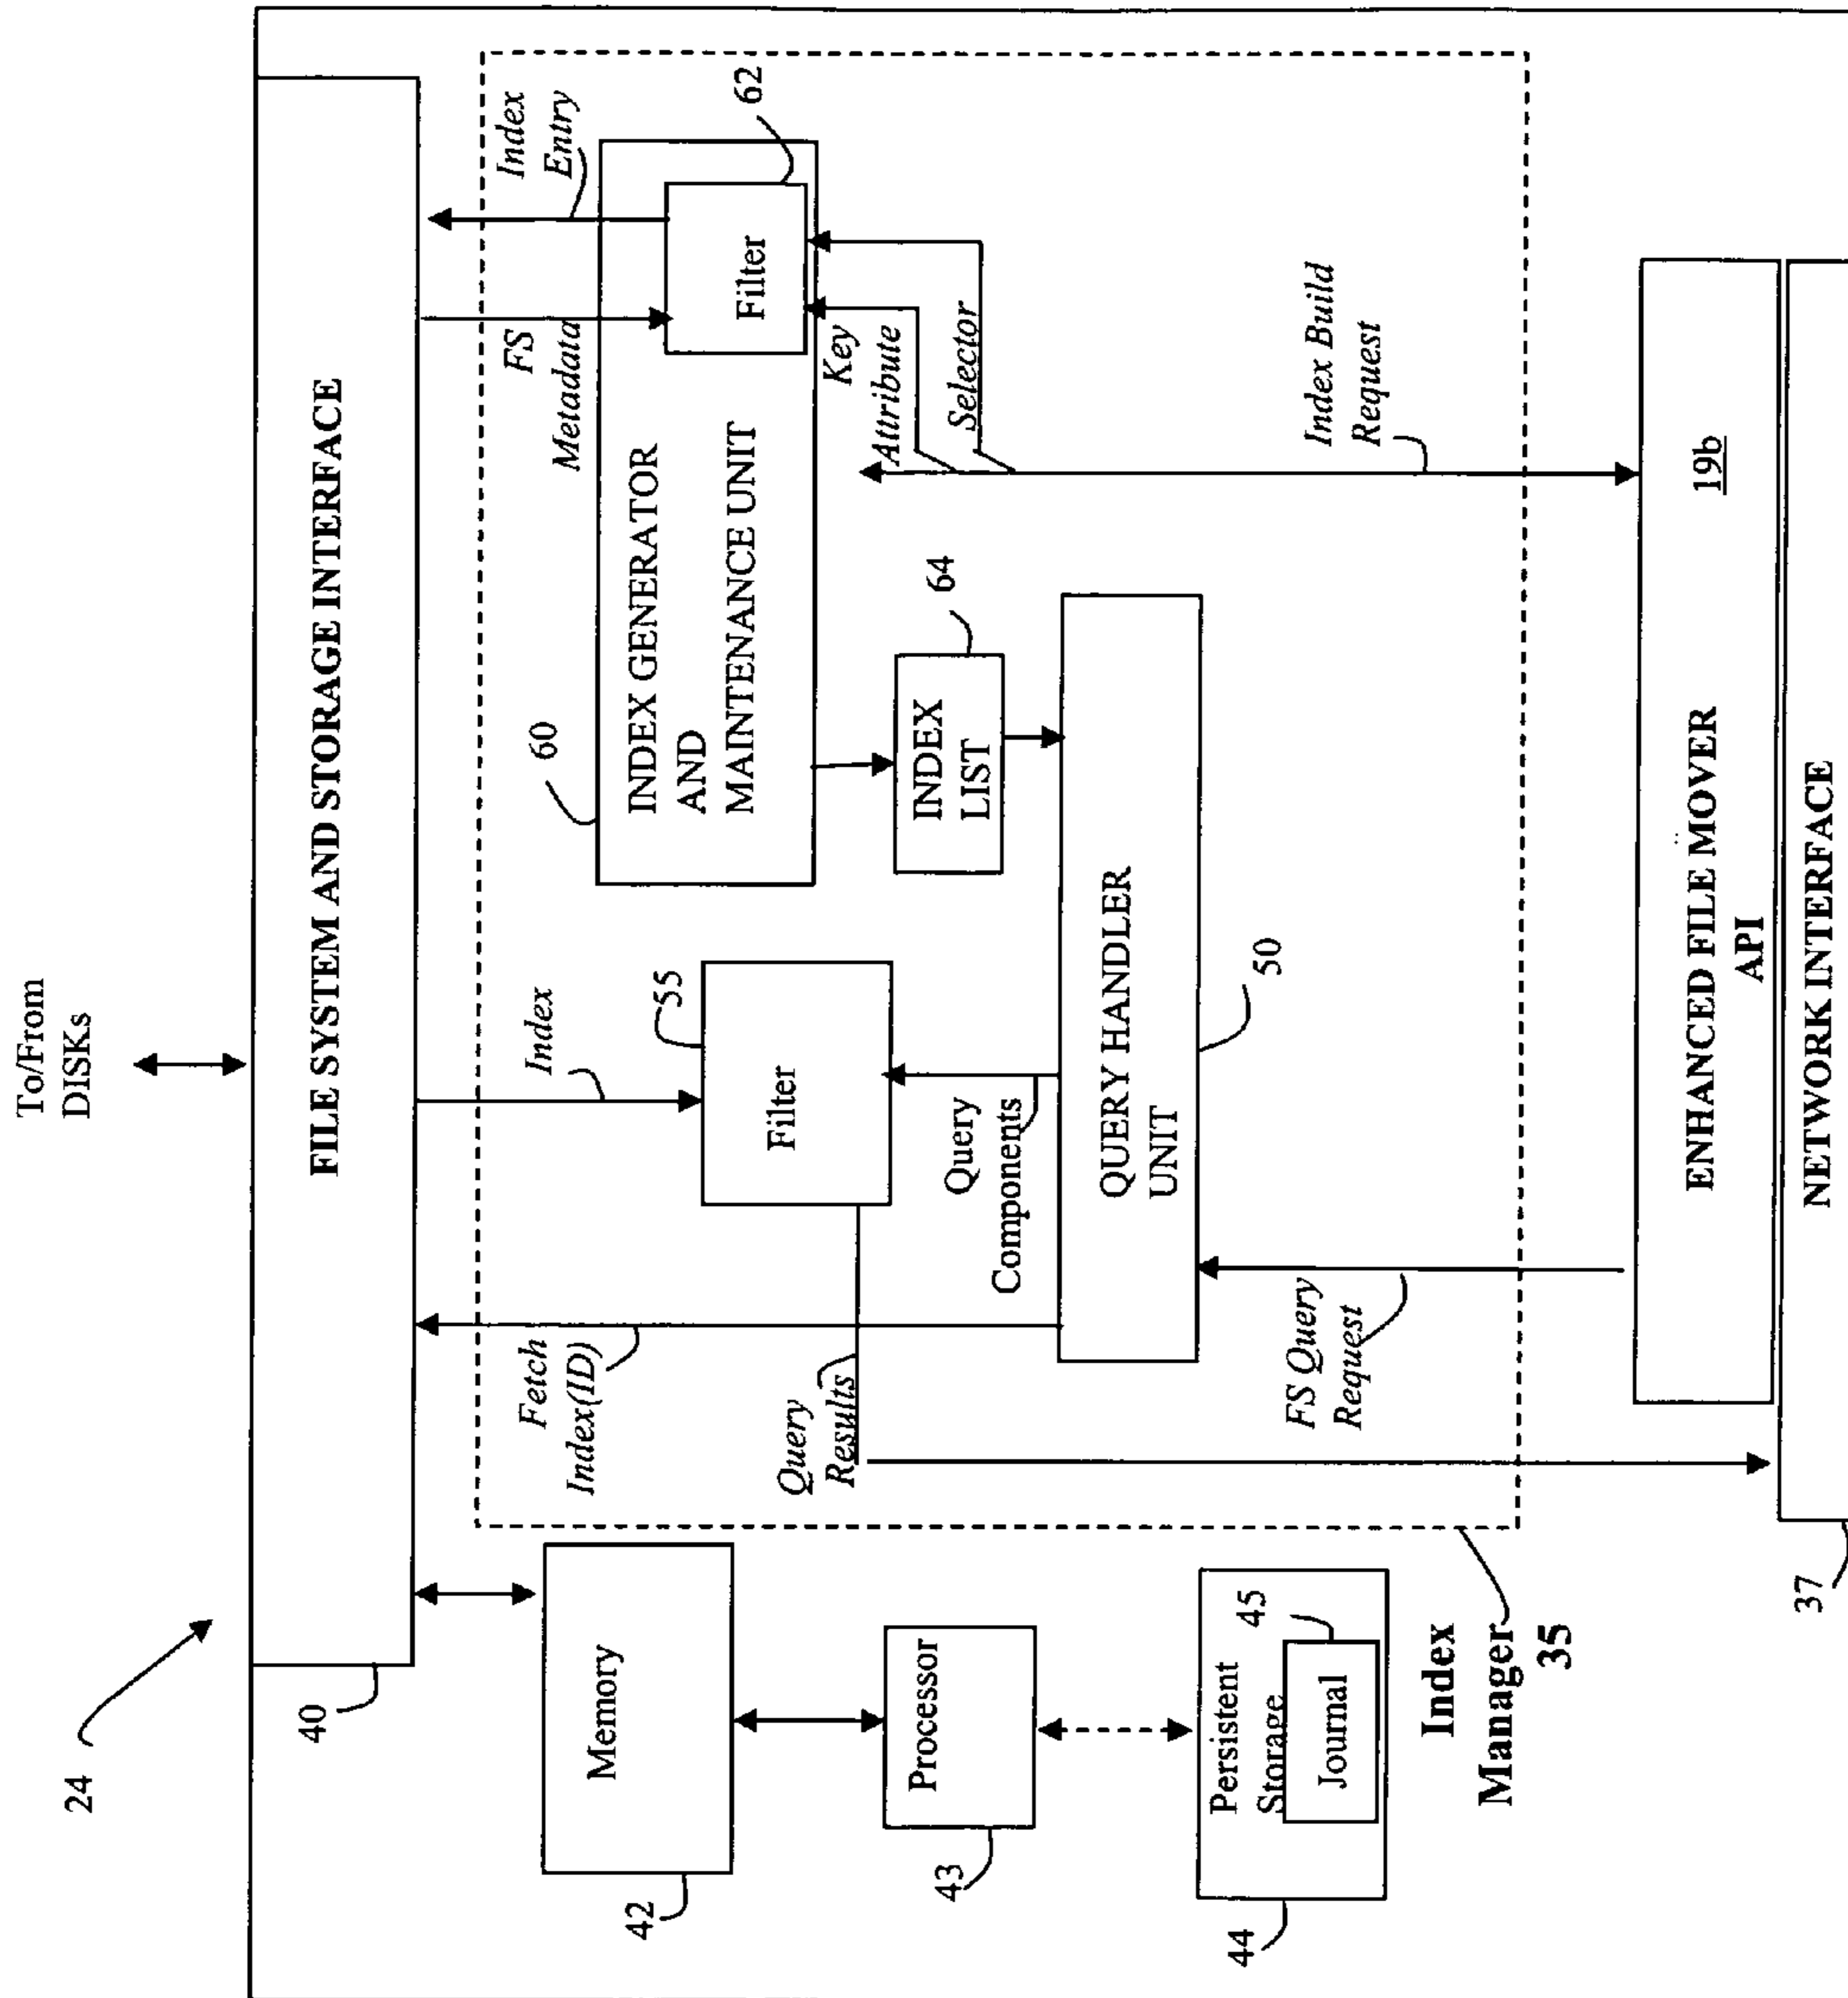 To/From
DISKs
24
FILE SYSTEM AND STORAGE INTERFACE
40
Memory
42
Processor
43
Persistent
Storage
45
Journal
44
Index
Manager
35
Fetch
Index(ID)
Index
FS
Metadata
Index
Entry
55
Filter
Query
Results
Query
Components
60
INDEX GENERATOR
AND
MAINTENANCE UNIT
Filter
62
Key
Attribute
Selector
INDEX
LIST
64
QUERY HANDLER
UNIT
50
FS Query
Request
Index Build
Request
ENHANCED FILE MOVER
API
19b
NETWORK INTERFACE
37